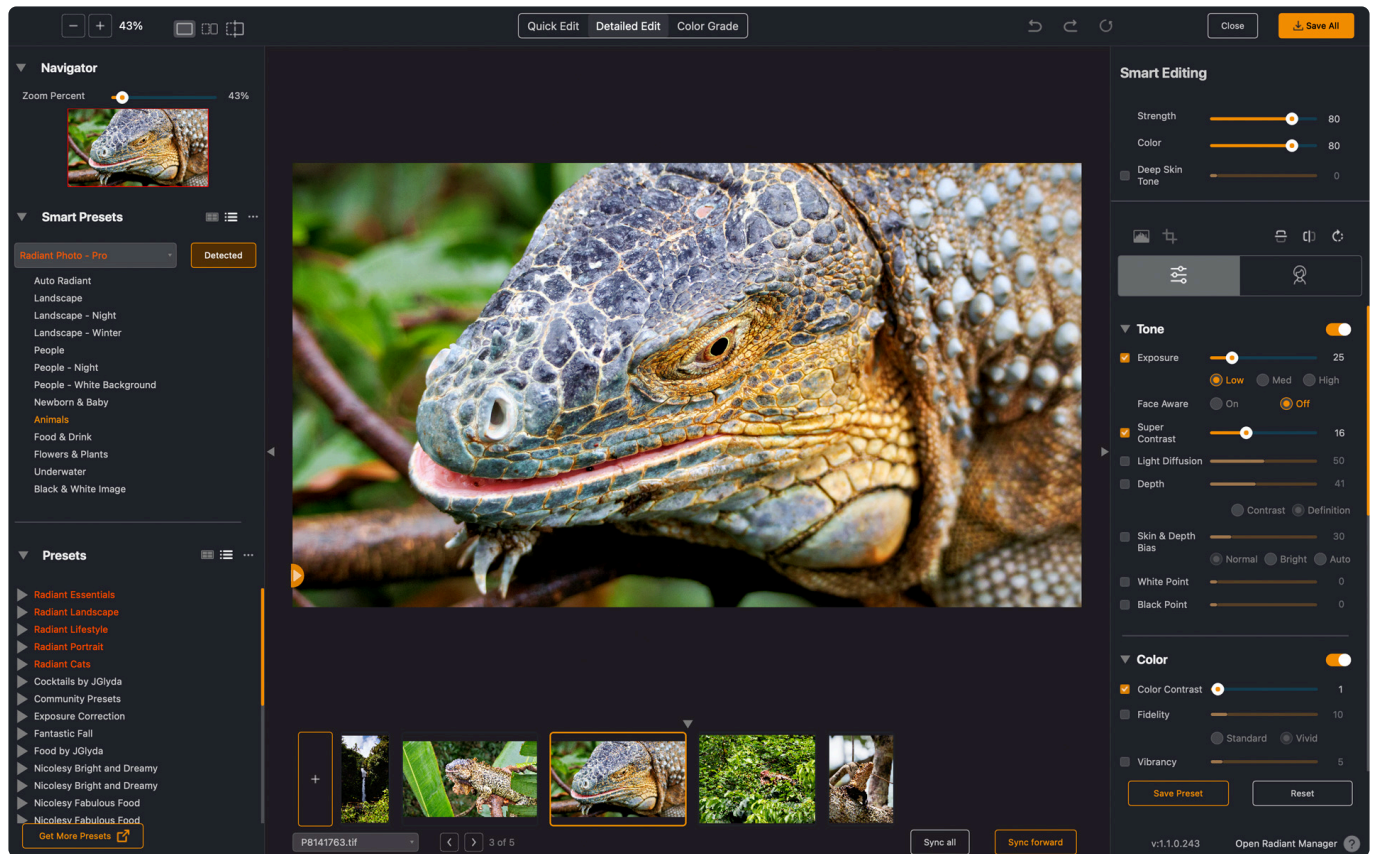 43%
Quick Edit Detailed Edit Color Grade
Close
Save All
Navigator
Zoom Percent 43%
Smart Presets
Radiant Photo - Pro
Detected
Auto Radiant
Landscape
Landscape - Night
Landscape - Winter
People
People - Night
People - White Background
Newborn & Baby
Animals
Food & Drink
Flowers & Plants
Underwater
Black & White Image
Presets
Radiant Essentials
Radiant Landscape
Radiant Lifestyle
Radiant Portrait
Radiant Cats
Cocktails by JGlyda
Community Presets
Exposure Correction
Fantastic Fall
Food by JGlyda
Nicolesy Bright and Dreamy
Nicolesy Bright and Dreamy
Nicolesy Fabulous Food
Nicolesy Fabulous Food
Get More Presets
P8141763.tif
3 of 5
Sync all
Sync forward
Smart Editing
Strength 80
Color 80
Deep Skin
Tone 0
Tone
Exposure 25
Low Med High
Face Aware On Off
Super
Contrast 16
Light Diffusion 50
Depth 41
Contrast Definition
Skin & Depth
Bias 30
Normal Bright Auto
White Point 0
Black Point 0
Color
Color Contrast 1
Fidelity 10
Standard Vivid
Vibrancy 5
Save Preset
Reset
v:1.1.0.243
Open Radiant Manager ?